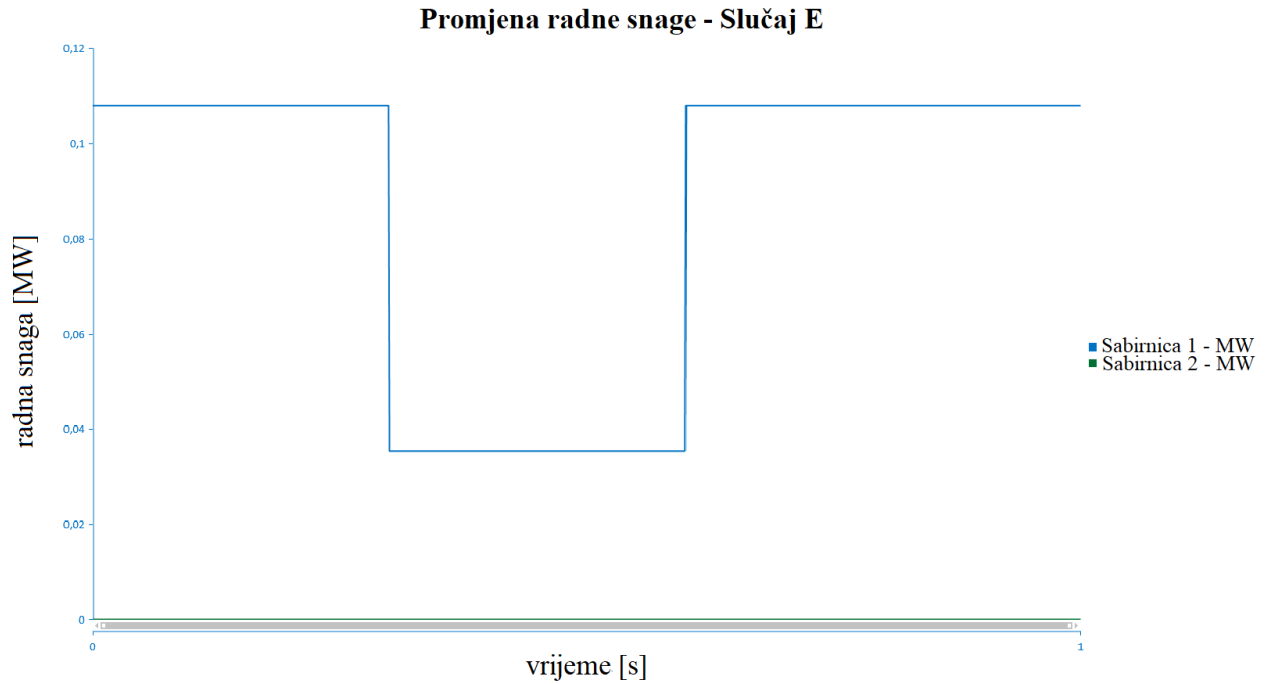 Promjena radne snage - Slučaj E
0,12
0,1
0,08
0,06
0,04
0,02
0
radna snaga [MW]
Sabirnica 1 - MW
Sabirnica 2 - MW
0
1
vrijeme [s]